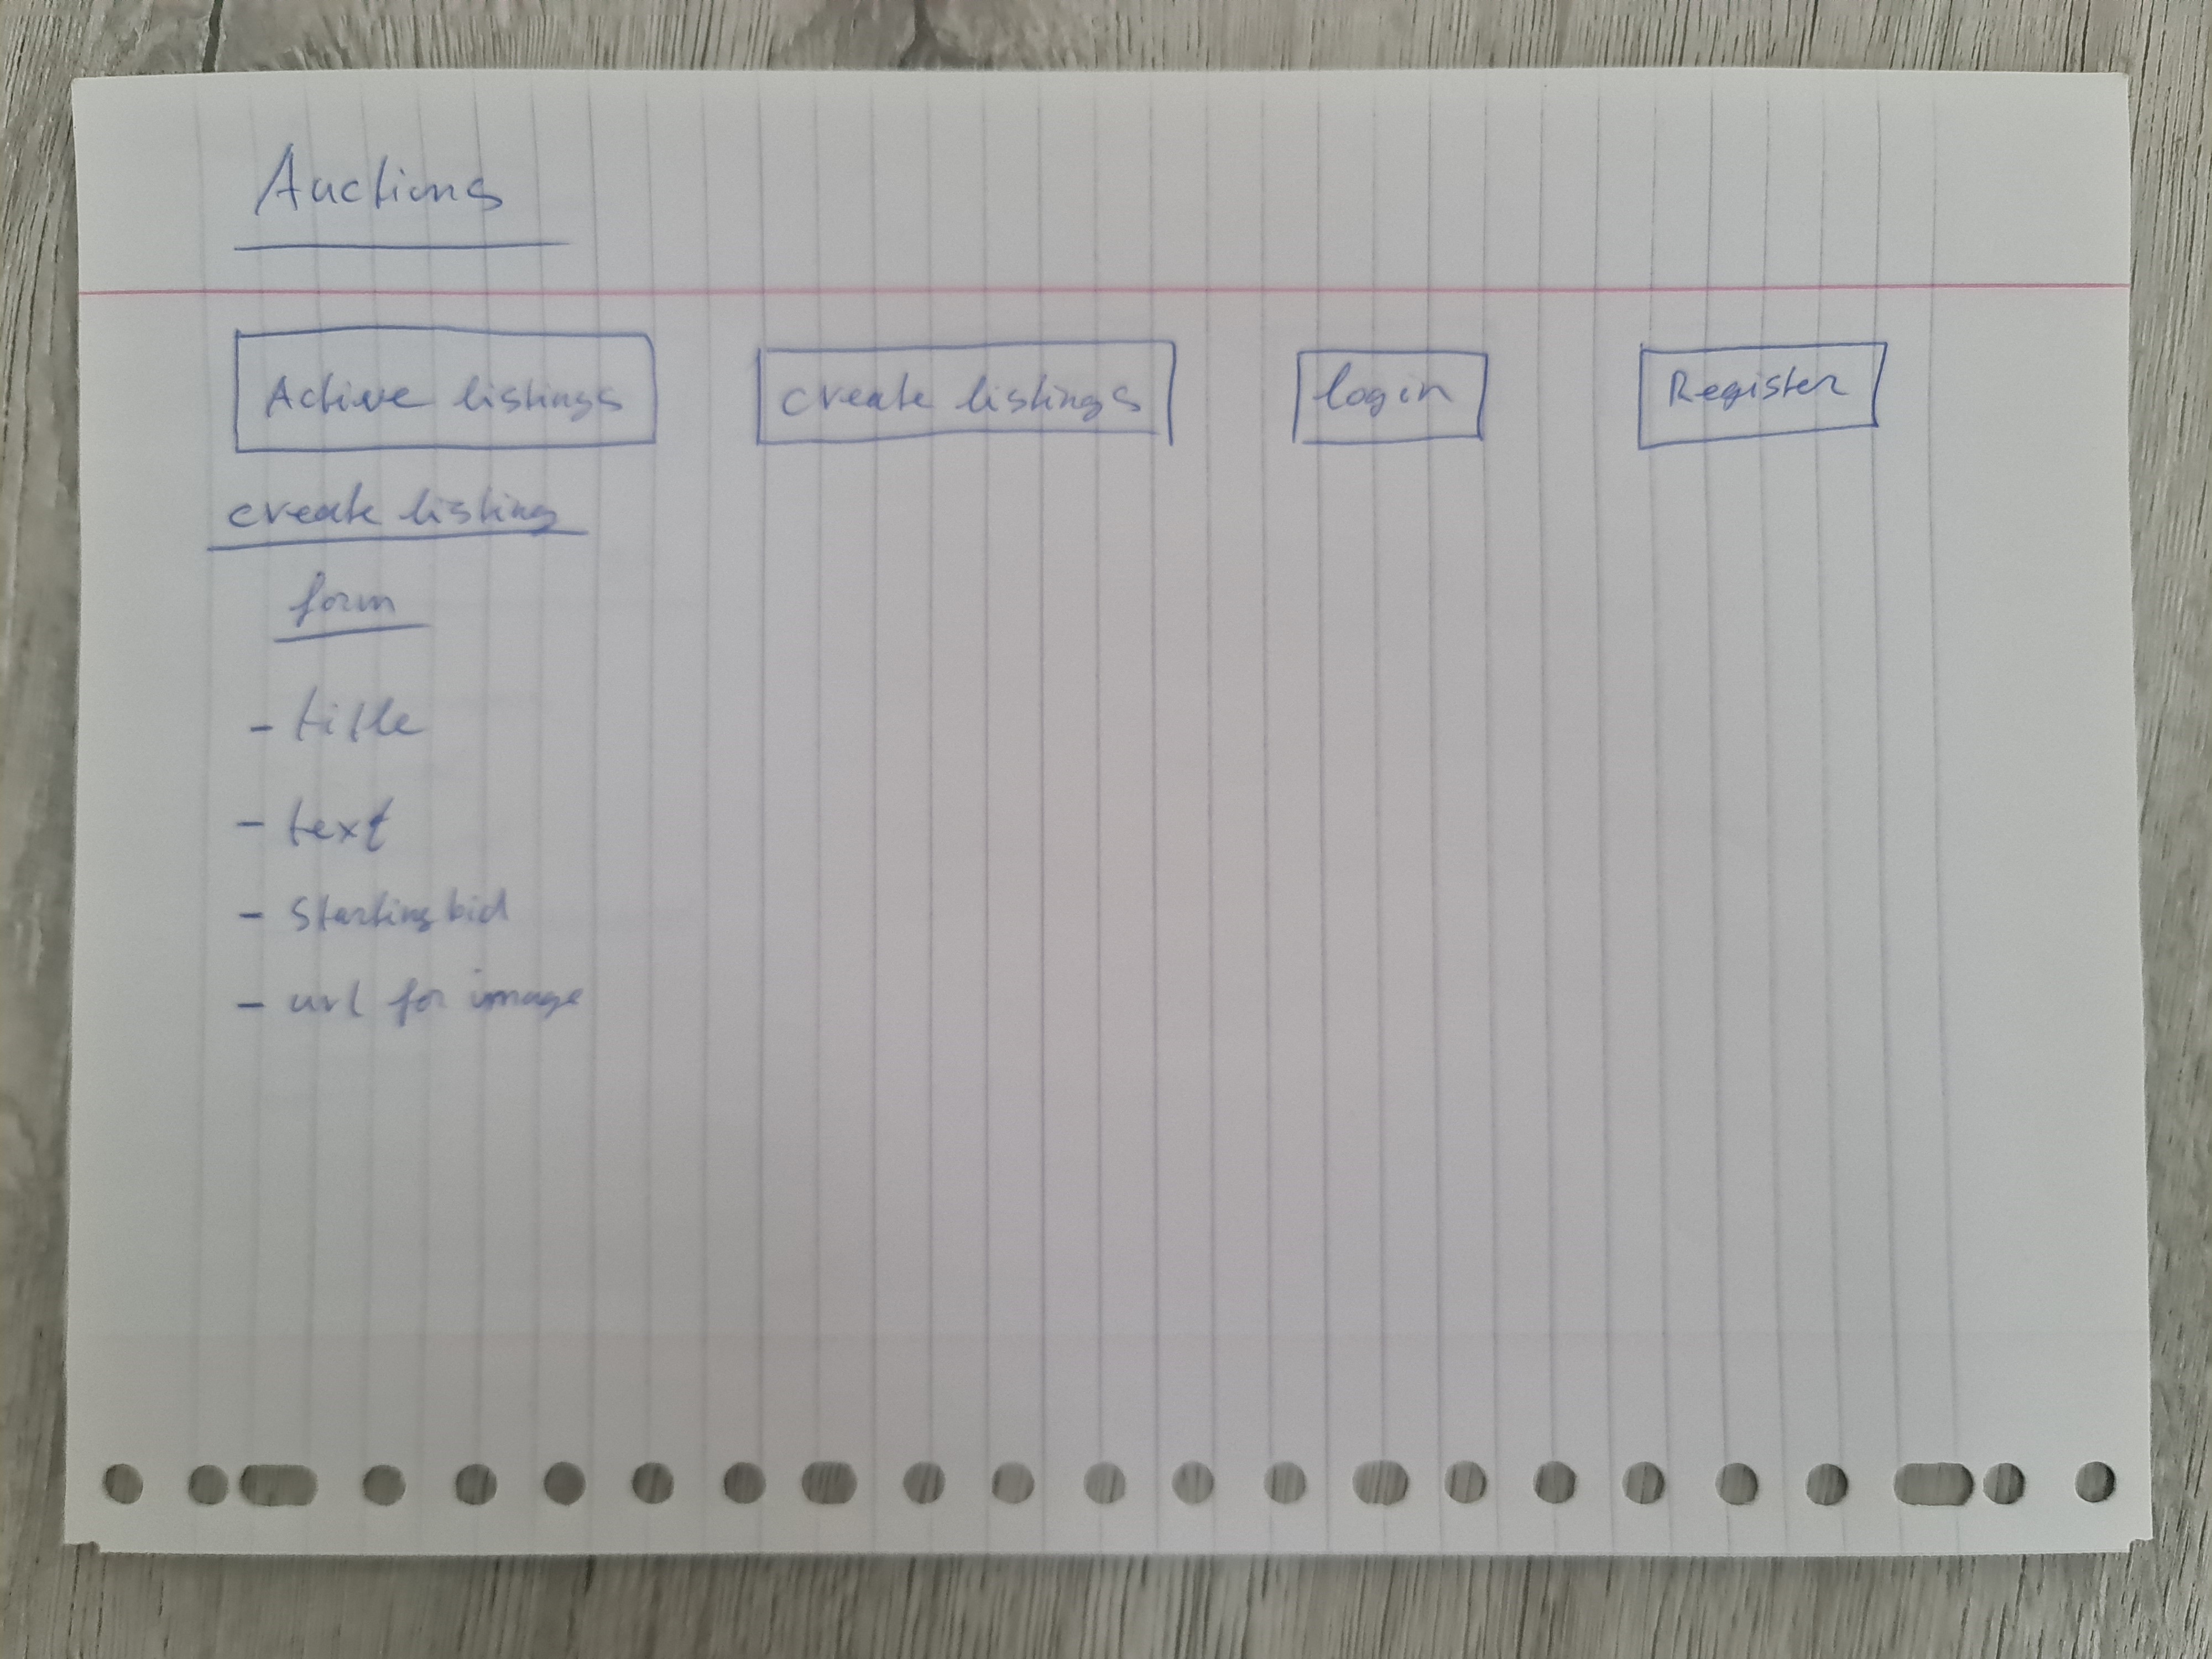 Auctions
Active listings create listings login Register
create listing
form
- title
- text
- starting bid
- url for image